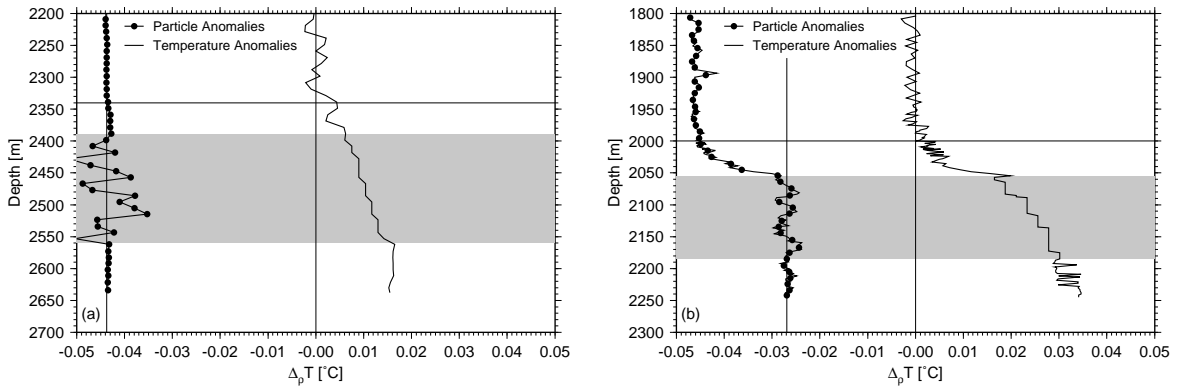 Particle Anomalies
Temperature Anomalies
2200
2250
2300
2350
2400
2450
2500
2550
2600
2650
2700
Depth [m]
(a)
-0.05 -0.04 -0.03 -0.02 -0.01 -0.00 0.01 0.02 0.03 0.04 0.05
ΔρT [°C]
Particle Anomalies
Temperature Anomalies
1800
1850
1900
1950
2000
2050
2100
2150
2200
2250
2300
Depth [m]
(b)
-0.05 -0.04 -0.03 -0.02 -0.01 -0.00 0.01 0.02 0.03 0.04 0.05
ΔρT [°C]